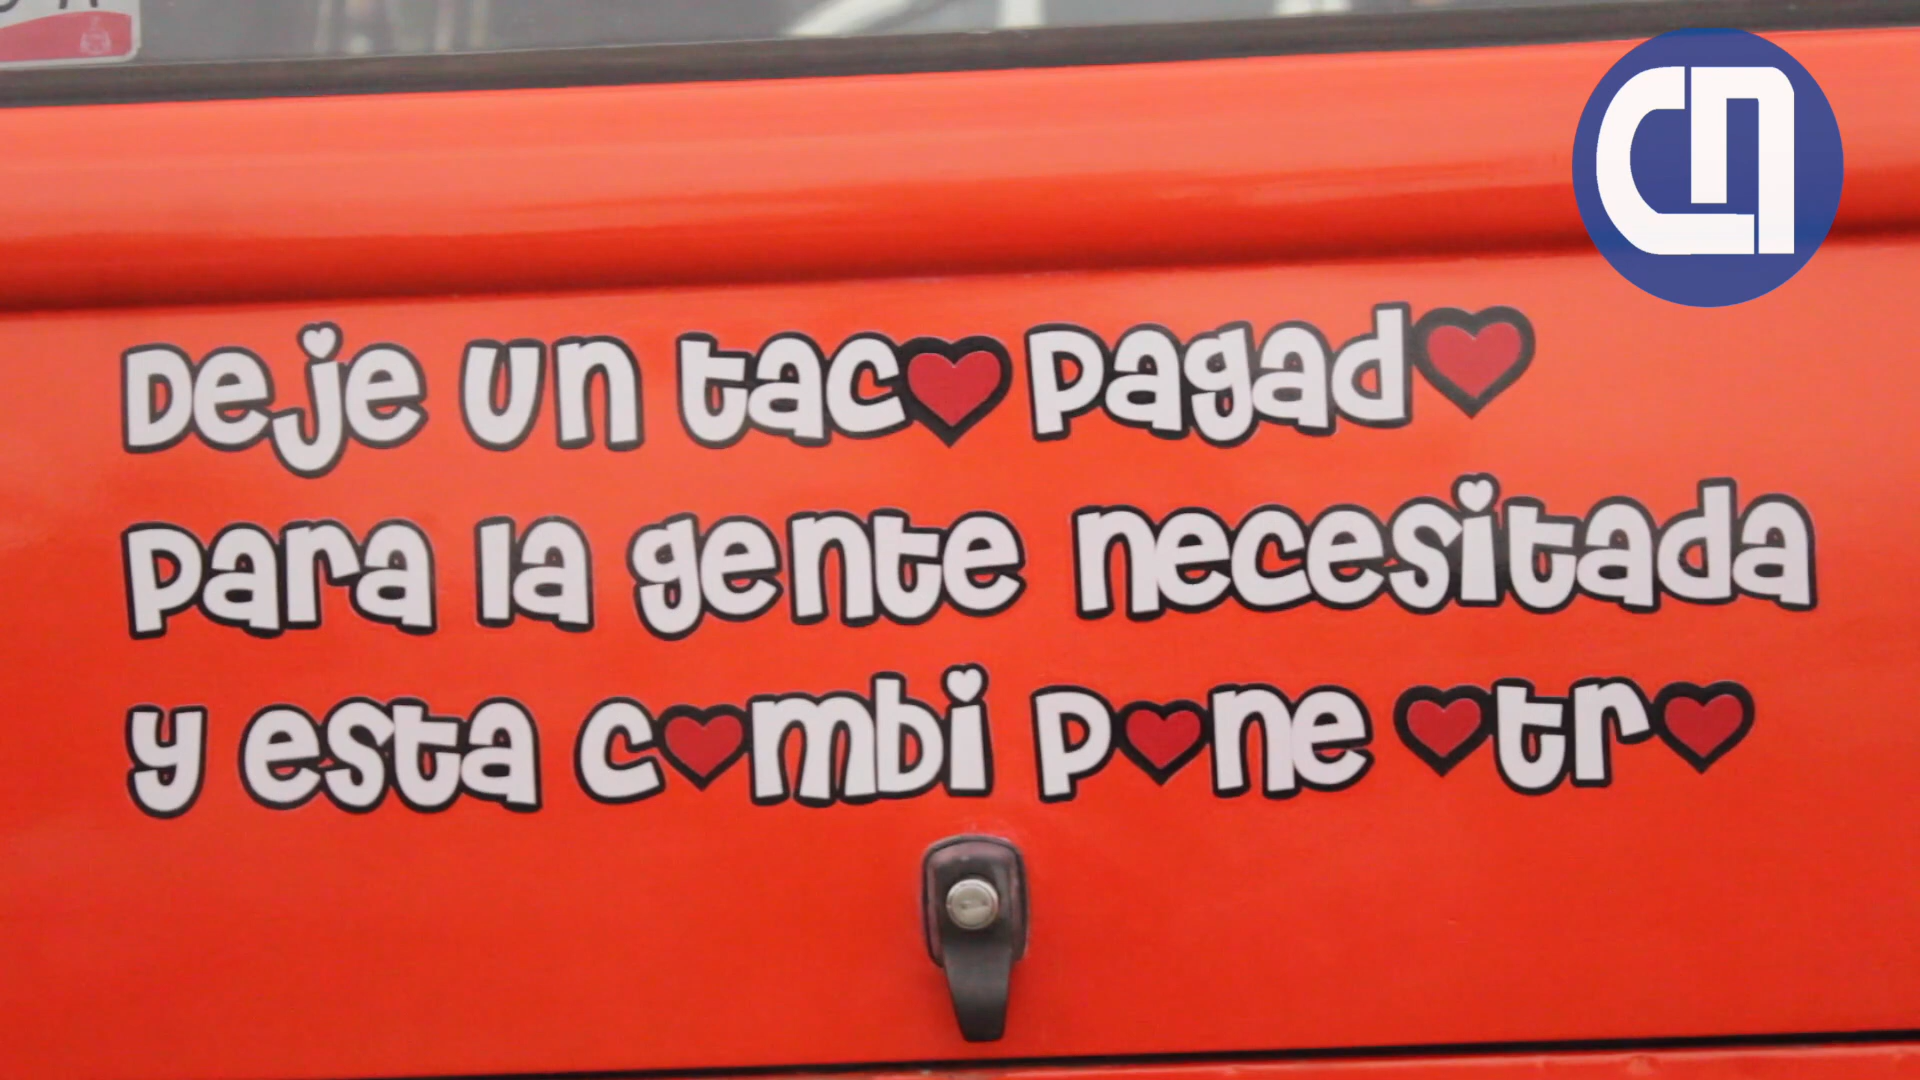 Deje un taco pagado
para la gente necesitada
y esta combi pone otro